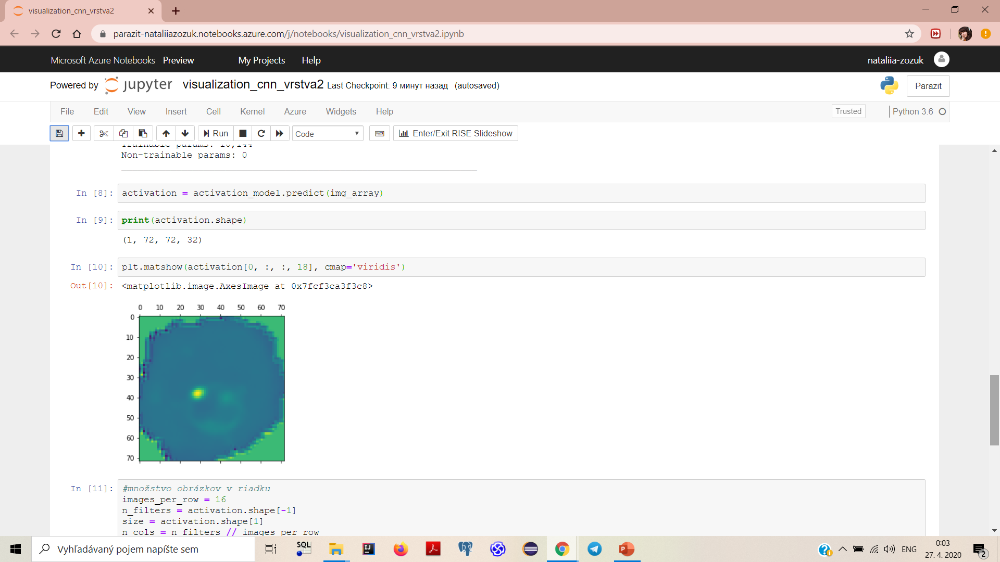 visualization_cnn_vrstva2
parazit-nataliiazozuk.notebooks.azure.com/j/notebooks/visualization_cnn_vrstva2.ipynb
Microsoft Azure Notebooks Preview My Projects Help nataliia-zozuk
Powered by jupyter visualization_cnn_vrstva2 Last Checkpoint: 9 минут назад (autosaved) Parazit
File Edit View Insert Cell Kernel Azure Widgets Help Trusted Python 3.6
Run Code Enter/Exit RISE Slideshow
Trainable params: 10,144
Non-trainable params: 0
In [8]: activation = activation_model.predict(img_array)
In [9]: print(activation.shape)
(1, 72, 72, 32)
In [10]: plt.matshow(activation[0, :, :, 18], cmap='viridis')
Out[10]: <matplotlib.image.AxesImage at 0x7fcf3ca3f3c8>
0 10 20 30 40 50 60 70
0
10
20
30
40
50
60
70
In [11]: #množstvo obrázkov v riadku
images_per_row = 16
n_filters = activation.shape[-1]
size = activation.shape[1]
n_cols = n_filters // images_per_row
Vyhľadávaný pojem napíšte sem
SQL
IJ
P
ENG
0:03
27. 4. 2020
2